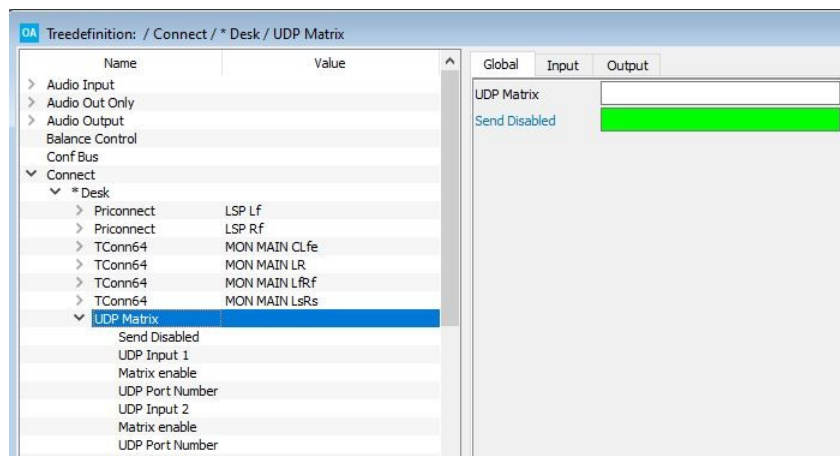 OA Treedefinition: / Connect / * Desk / UDP Matrix
Name Value
Audio Input
Audio Out Only
Audio Output
Balance Control
Conf Bus
Connect
* Desk
Priconnect LSP Lf
Priconnect LSP Rf
TConn64 MON MAIN CLfe
TConn64 MON MAIN LR
TConn64 MON MAIN LfRf
TConn64 MON MAIN LsRs
UDP Matrix
Send Disabled
UDP Input 1
Matrix enable
UDP Port Number
UDP Input 2
Matrix enable
UDP Port Number
Global Input Output
UDP Matrix
Send Disabled